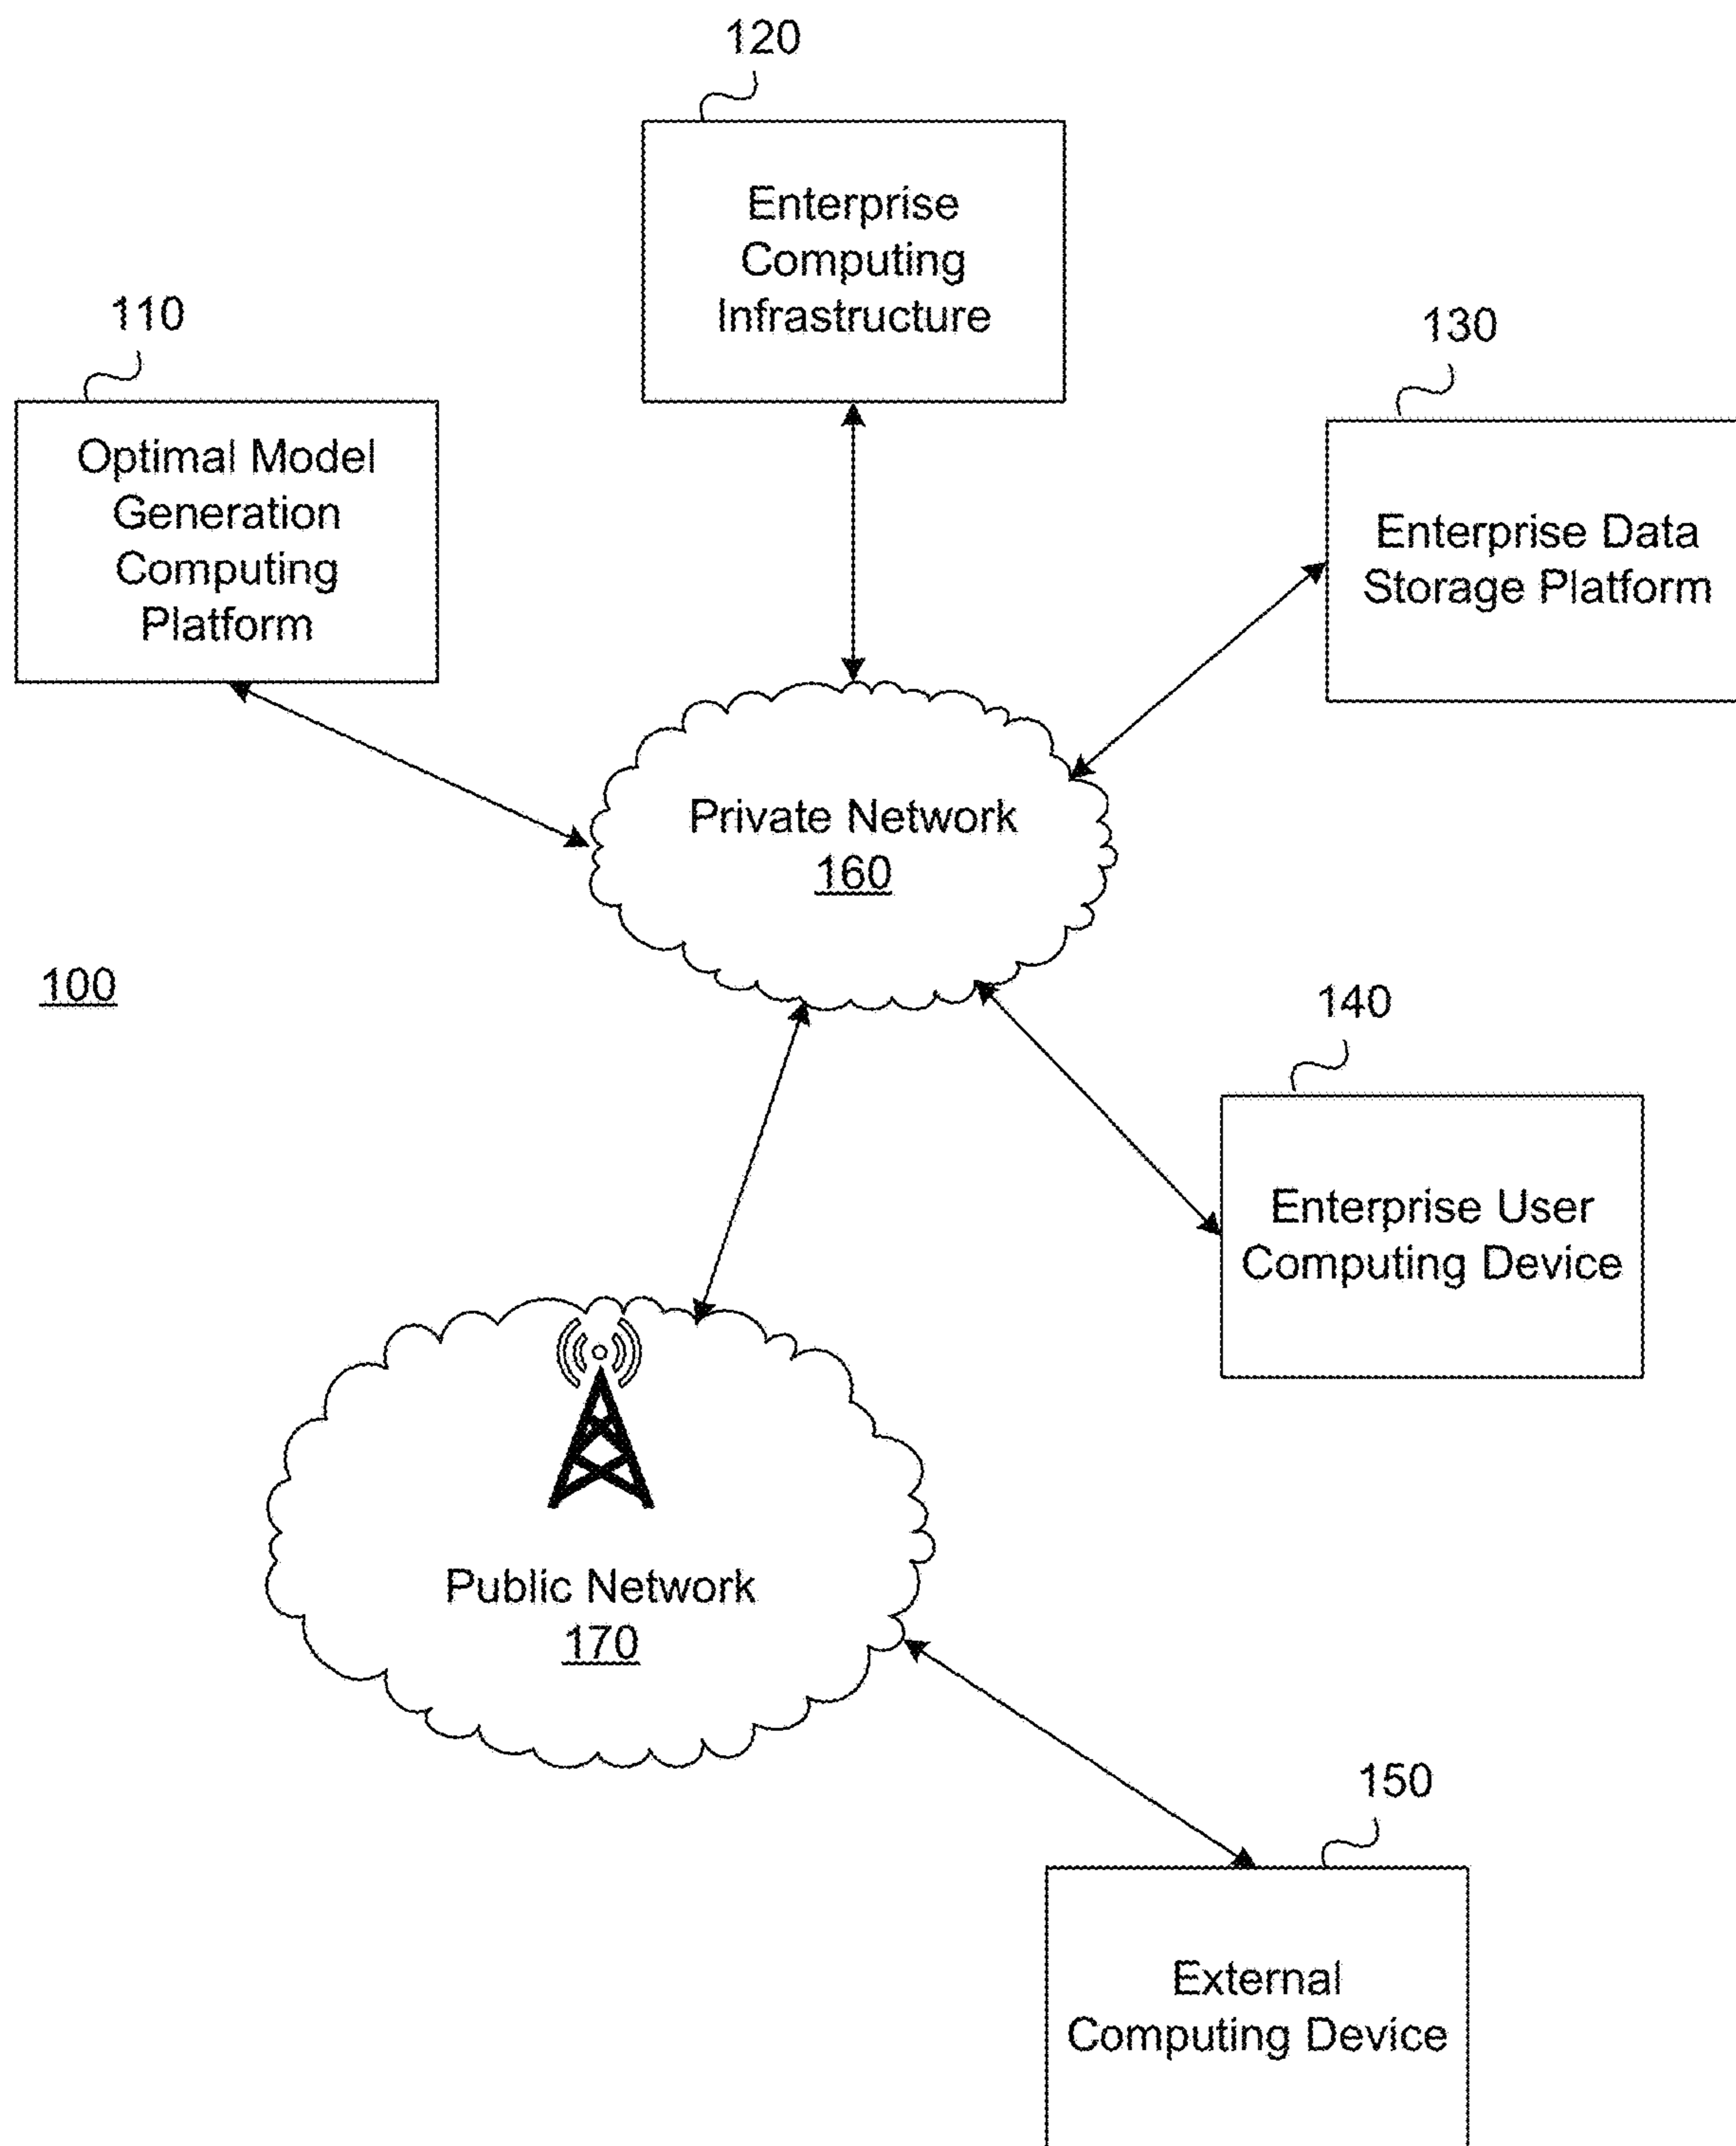 120
Enterprise
Computing
Infrastructure
110
Optimal Model
Generation
Computing
Platform
130
Enterprise Data
Storage Platform
Private Network
160
100
140
Enterprise User
Computing Device
Public Network
170
150
External
Computing Device